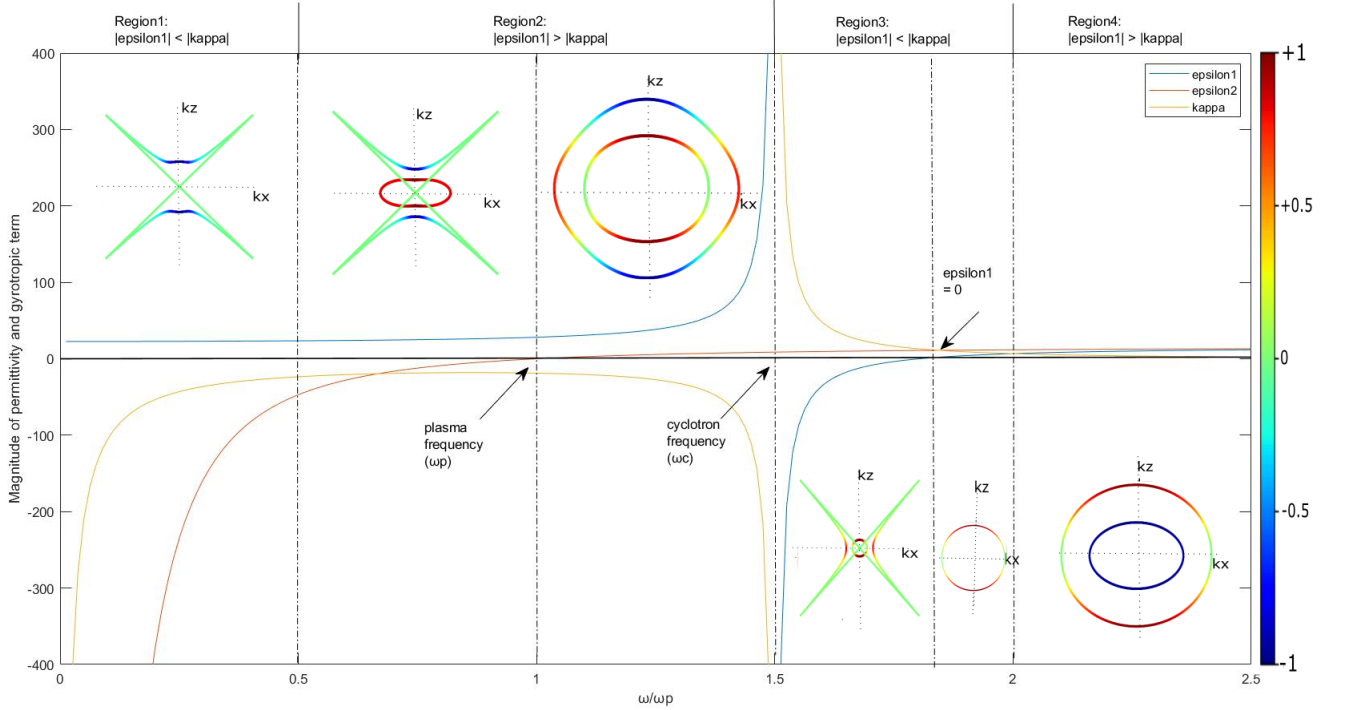 Region1:
|epsilon1| < |kappa|
Region2:
|epsilon1| > |kappa|
Region3:
|epsilon1| < |kappa|
Region4:
|epsilon1| > |kappa|
400
300
200
100
0
-100
-200
-300
-400
Magnitude of permittivity and gyrotropic term
kz
kx
kz
kx
kz
kx
epsilon1
epsilon2
kappa
+1
+0.5
0
-0.5
-1
epsilon1
= 0
plasma
frequency
(ωp)
cyclotron
frequency
(ωc)
kz
kx
kz
kx
kz
kx
0
0.5
1
1.5
2
2.5
ω/ωp